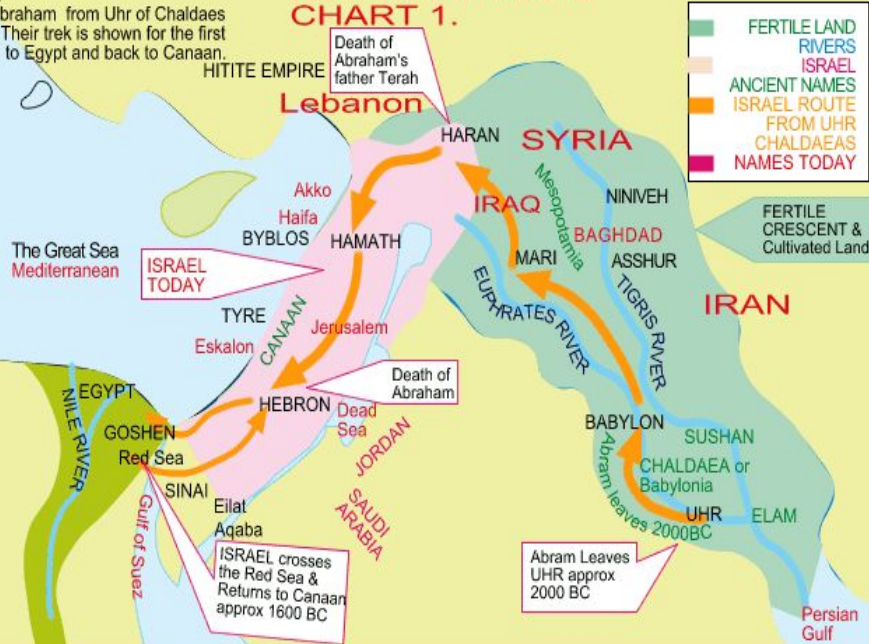 braham from Uhr of Chaldaes
Their trek is shown for the first
to Egypt and back to Canaan.
CHART 1.
FERTILE LAND
RIVERS
ISRAEL
ANCIENT NAMES
ISRAEL ROUTE
FROM UHR
CHALDAEAS
NAMES TODAY
Death of
Abraham's
father Terah
HITITE EMPIRE
Lebanon
HARAN
SYRIA
Mesopotamia
NINIVEH
Akko
Haifa
BYBLOS
HAMATH
IRAQ
BAGHDAD
FERTILE
CRESCENT &
Cultivated Land
The Great Sea
Mediterranean
ISRAEL
TODAY
MARI
ASSHUR
EUPHRATES RIVER
TIGRIS RIVER
IRAN
TYRE
Eskalon
CANAAN
Jerusalem
Death of
Abraham
EGYPT
NILE RIVER
GOSHEN
Red Sea
HEBRON
Dead
Sea
JORDAN
BABYLON
SUSHAN
CHALDAEA or
Babylonia
Abram leaves 2000BC
UHR
ELAM
SINAI
Eilat
Aqaba
SAUDI
ARABIA
Gulf of Suez
ISRAEL crosses
the Red Sea &
Returns to Canaan
approx 1600 BC
Abram Leaves
UHR approx
2000 BC
Persian
Gulf